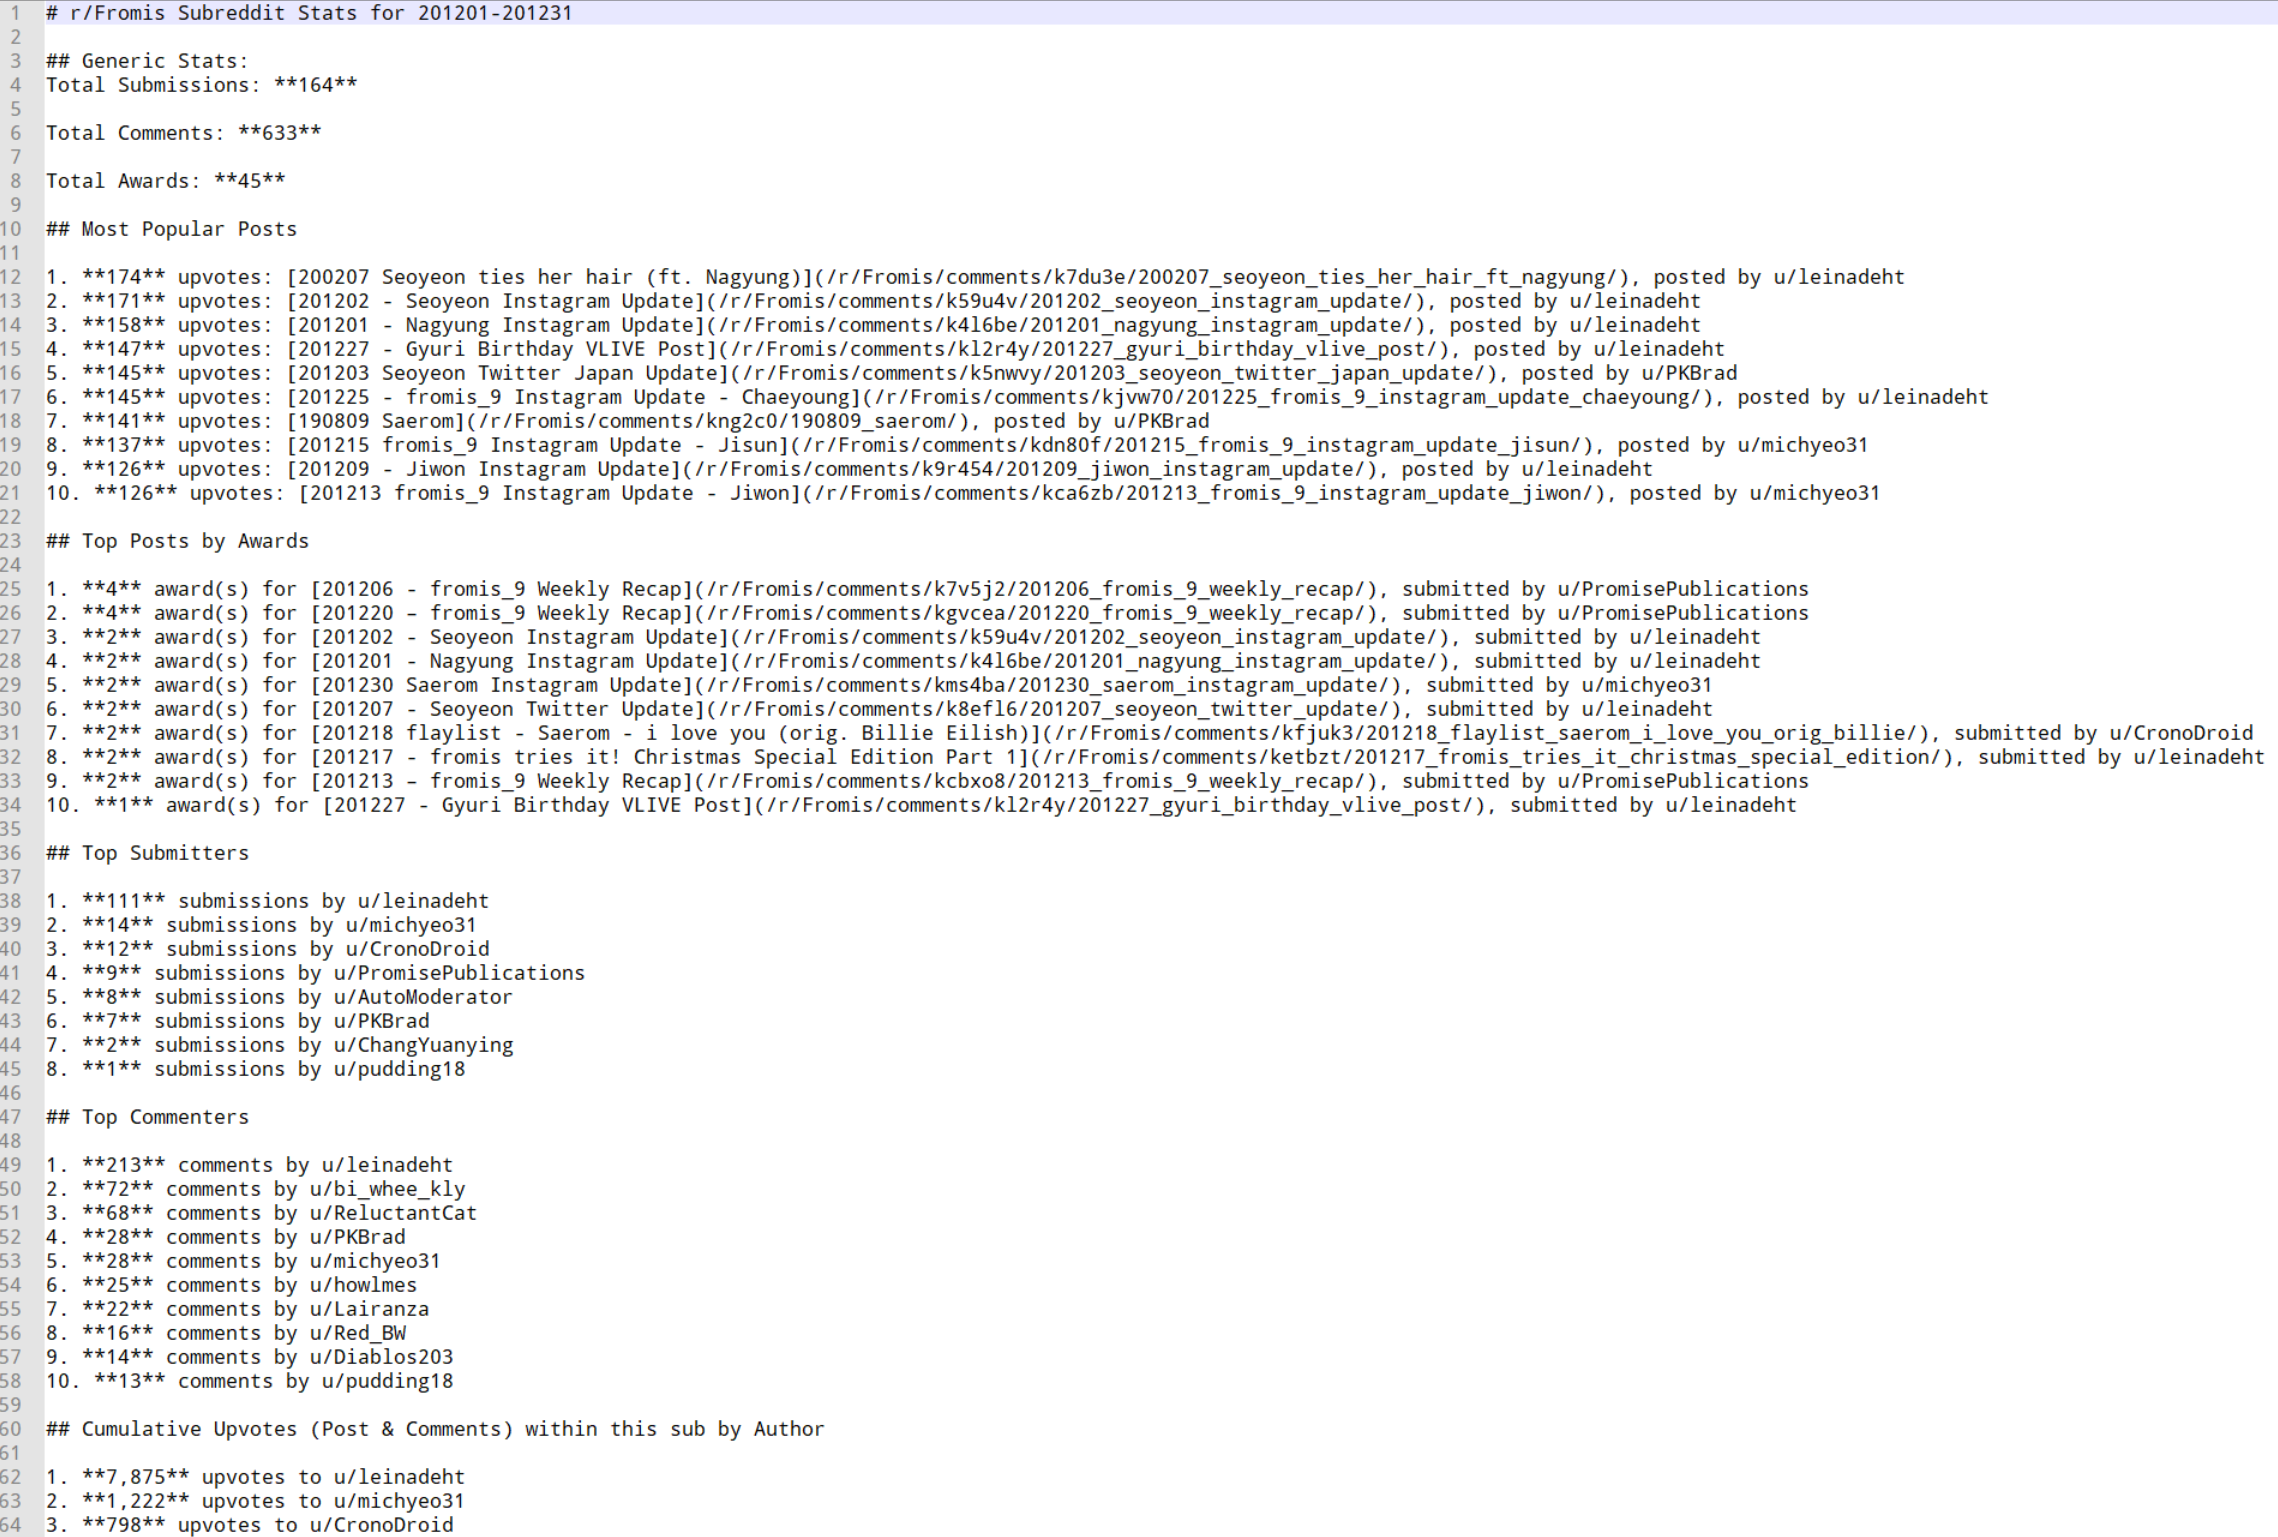 1 # r/Fromis Subreddit Stats for 201201-201231
2
3 ## Generic Stats:
4 Total Submissions: **164**
5
6 Total Comments: **633**
7
8 Total Awards: **45**
9
10 ## Most Popular Posts
11
12 1. **174** upvotes: [200207 Seoyeon ties her hair (ft. Nagyung)](/r/Fromis/comments/k7du3e/200207_seoyeon_ties_her_hair_ft_nagyung/), posted by u/leinadeht
13 2. **171** upvotes: [201202 - Seoyeon Instagram Update](/r/Fromis/comments/k59u4v/201202_seoyeon_instagram_update/), posted by u/leinadeht
14 3. **158** upvotes: [201201 - Nagyung Instagram Update](/r/Fromis/comments/k4l6be/201201_nagyung_instagram_update/), posted by u/leinadeht
15 4. **147** upvotes: [201227 - Gyuri Birthday VLIVE Post](/r/Fromis/comments/kl2r4y/201227_gyuri_birthday_vlive_post/), posted by u/leinadeht
16 5. **145** upvotes: [201203 Seoyeon Twitter Japan Update](/r/Fromis/comments/k5nwvy/201203_seoyeon_twitter_japan_update/), posted by u/PKBrad
17 6. **145** upvotes: [201225 - fromis_9 Instagram Update - Chaeyoung](/r/Fromis/comments/kjvw70/201225_fromis_9_instagram_update_chaeyoung/), posted by u/leinadeht
18 7. **141** upvotes: [190809 Saerom](/r/Fromis/comments/kng2c0/190809_saerom/), posted by u/PKBrad
19 8. **137** upvotes: [201215 fromis_9 Instagram Update - Jisun](/r/Fromis/comments/kdn80f/201215_fromis_9_instagram_update_jisun/), posted by u/michyeo31
20 9. **126** upvotes: [201209 - Jiwon Instagram Update](/r/Fromis/comments/k9r454/201209_jiwon_instagram_update/), posted by u/leinadeht
21 10. **126** upvotes: [201213 fromis_9 Instagram Update - Jiwon](/r/Fromis/comments/kca6zb/201213_fromis_9_instagram_update_jiwon/), posted by u/michyeo31
22
23 ## Top Posts by Awards
24
25 1. **4** award(s) for [201206 - fromis_9 Weekly Recap](/r/Fromis/comments/k7v5j2/201206_fromis_9_weekly_recap/), submitted by u/PromisePublications
26 2. **4** award(s) for [201220 - fromis_9 Weekly Recap](/r/Fromis/comments/kgvcea/201220_fromis_9_weekly_recap/), submitted by u/PromisePublications
27 3. **2** award(s) for [201202 - Seoyeon Instagram Update](/r/Fromis/comments/k59u4v/201202_seoyeon_instagram_update/), submitted by u/leinadeht
28 4. **2** award(s) for [201201 - Nagyung Instagram Update](/r/Fromis/comments/k4l6be/201201_nagyung_instagram_update/), submitted by u/leinadeht
29 5. **2** award(s) for [201230 Saerom Instagram Update](/r/Fromis/comments/kms4ba/201230_saerom_instagram_update/), submitted by u/michyeo31
30 6. **2** award(s) for [201207 - Seoyeon Twitter Update](/r/Fromis/comments/k8efl6/201207_seoyeon_twitter_update/), submitted by u/leinadeht
31 7. **2** award(s) for [201218 flaylist - Saerom - i love you (orig. Billie Eilish)](/r/Fromis/comments/kfjuk3/201218_flaylist_saerom_i_love_you_orig_billie/), submitted by u/CronoDroid
32 8. **2** award(s) for [201217 - fromis tries it! Christmas Special Edition Part 1](/r/Fromis/comments/ketbzt/201217_fromis_tries_it_christmas_special_edition/), submitted by u/leinadeht
33 9. **2** award(s) for [201213 - fromis_9 Weekly Recap](/r/Fromis/comments/kcbxo8/201213_fromis_9_weekly_recap/), submitted by u/PromisePublications
34 10. **1** award(s) for [201227 - Gyuri Birthday VLIVE Post](/r/Fromis/comments/kl2r4y/201227_gyuri_birthday_vlive_post/), submitted by u/leinadeht
35
36 ## Top Submitters
37
38 1. **111** submissions by u/leinadeht
39 2. **14** submissions by u/michyeo31
40 3. **12** submissions by u/CronoDroid
41 4. **9** submissions by u/PromisePublications
42 5. **8** submissions by u/AutoModerator
43 6. **7** submissions by u/PKBrad
44 7. **2** submissions by u/ChangYuanying
45 8. **1** submissions by u/pudding18
46
47 ## Top Commenters
48
49 1. **213** comments by u/leinadeht
50 2. **72** comments by u/bi_whee_kly
51 3. **68** comments by u/ReluctantCat
52 4. **28** comments by u/PKBrad
53 5. **28** comments by u/michyeo31
54 6. **25** comments by u/howlmes
55 7. **22** comments by u/Lairanza
56 8. **16** comments by u/Red_BW
57 9. **14** comments by u/Diablos203
58 10. **13** comments by u/pudding18
59
60 ## Cumulative Upvotes (Post & Comments) within this sub by Author
61
62 1. **7,875** upvotes to u/leinadeht
63 2. **1,222** upvotes to u/michyeo31
64 3. **798** upvotes to u/CronoDroid